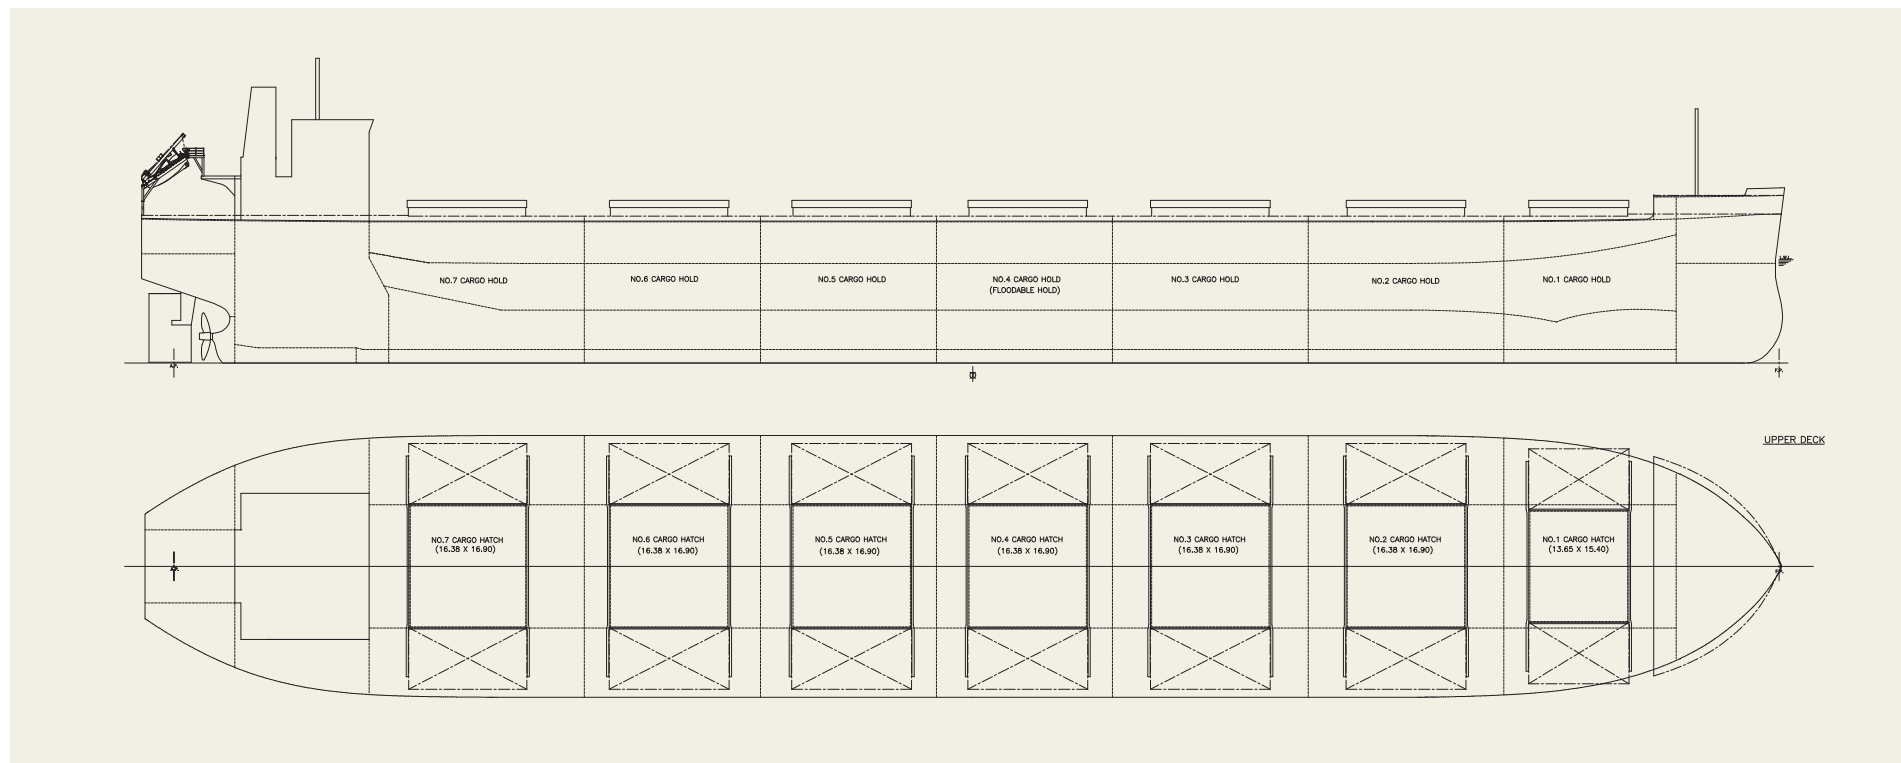 NO.7 CARGO HOLD
NO.6 CARGO HOLD
NO.5 CARGO HOLD
NO.4 CARGO HOLD
(FLOODABLE HOLD)
NO.3 CARGO HOLD
NO.2 CARGO HOLD
NO.1 CARGO HOLD
A.P.
F.P.
UPPER DECK
NO.7 CARGO HATCH
(16.38 X 16.90)
NO.6 CARGO HATCH
(16.38 X 16.90)
NO.5 CARGO HATCH
(16.38 X 16.90)
NO.4 CARGO HATCH
(16.38 X 16.90)
NO.3 CARGO HATCH
(16.38 X 16.90)
NO.2 CARGO HATCH
(16.38 X 16.90)
NO.1 CARGO HATCH
(13.65 X 15.40)